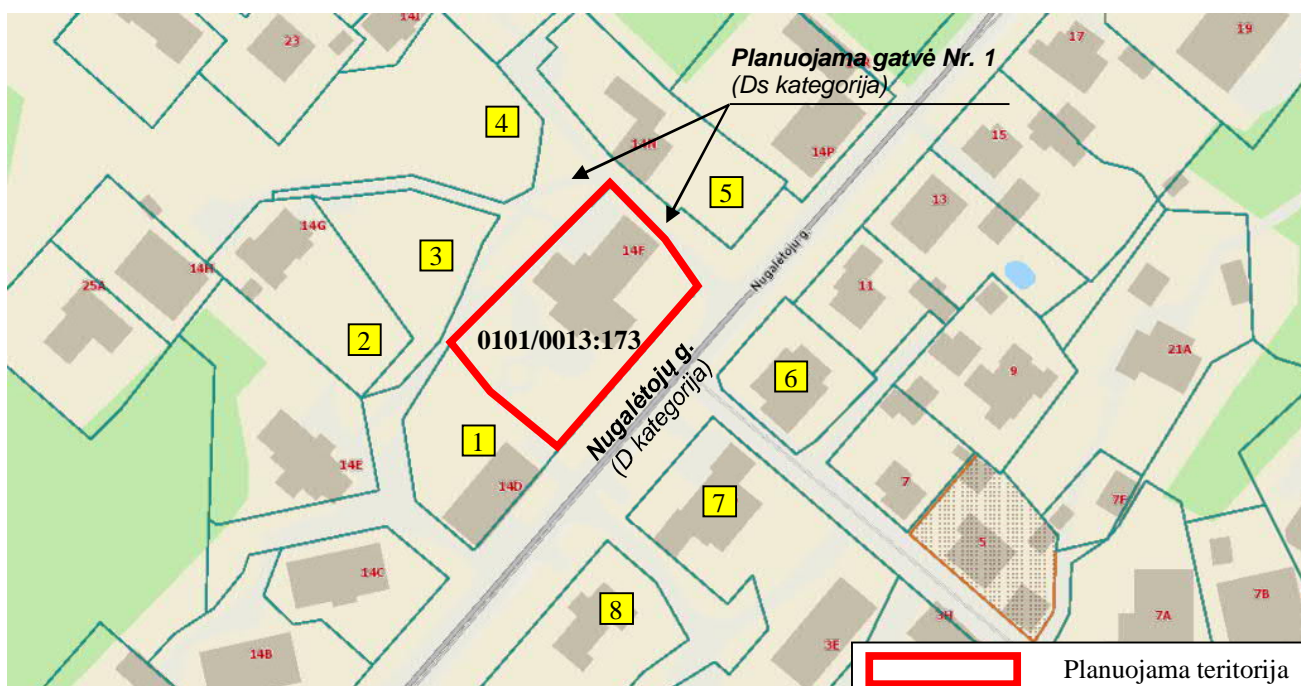 14I
23
17
19
Planuojama gatvė Nr. 1
(Ds kategorija)
4
14N
14P
15
5
13
Nugalėtojų g.
14G
3
14F
14H
11
25A
2
0101/0013:173
6
21A
9
Nugalėtojų g.
(D kategorija)
1
14E
14D
7
7
7F
5
14C
8
7B
14B
3E
3H
7A
Planuojama teritorija